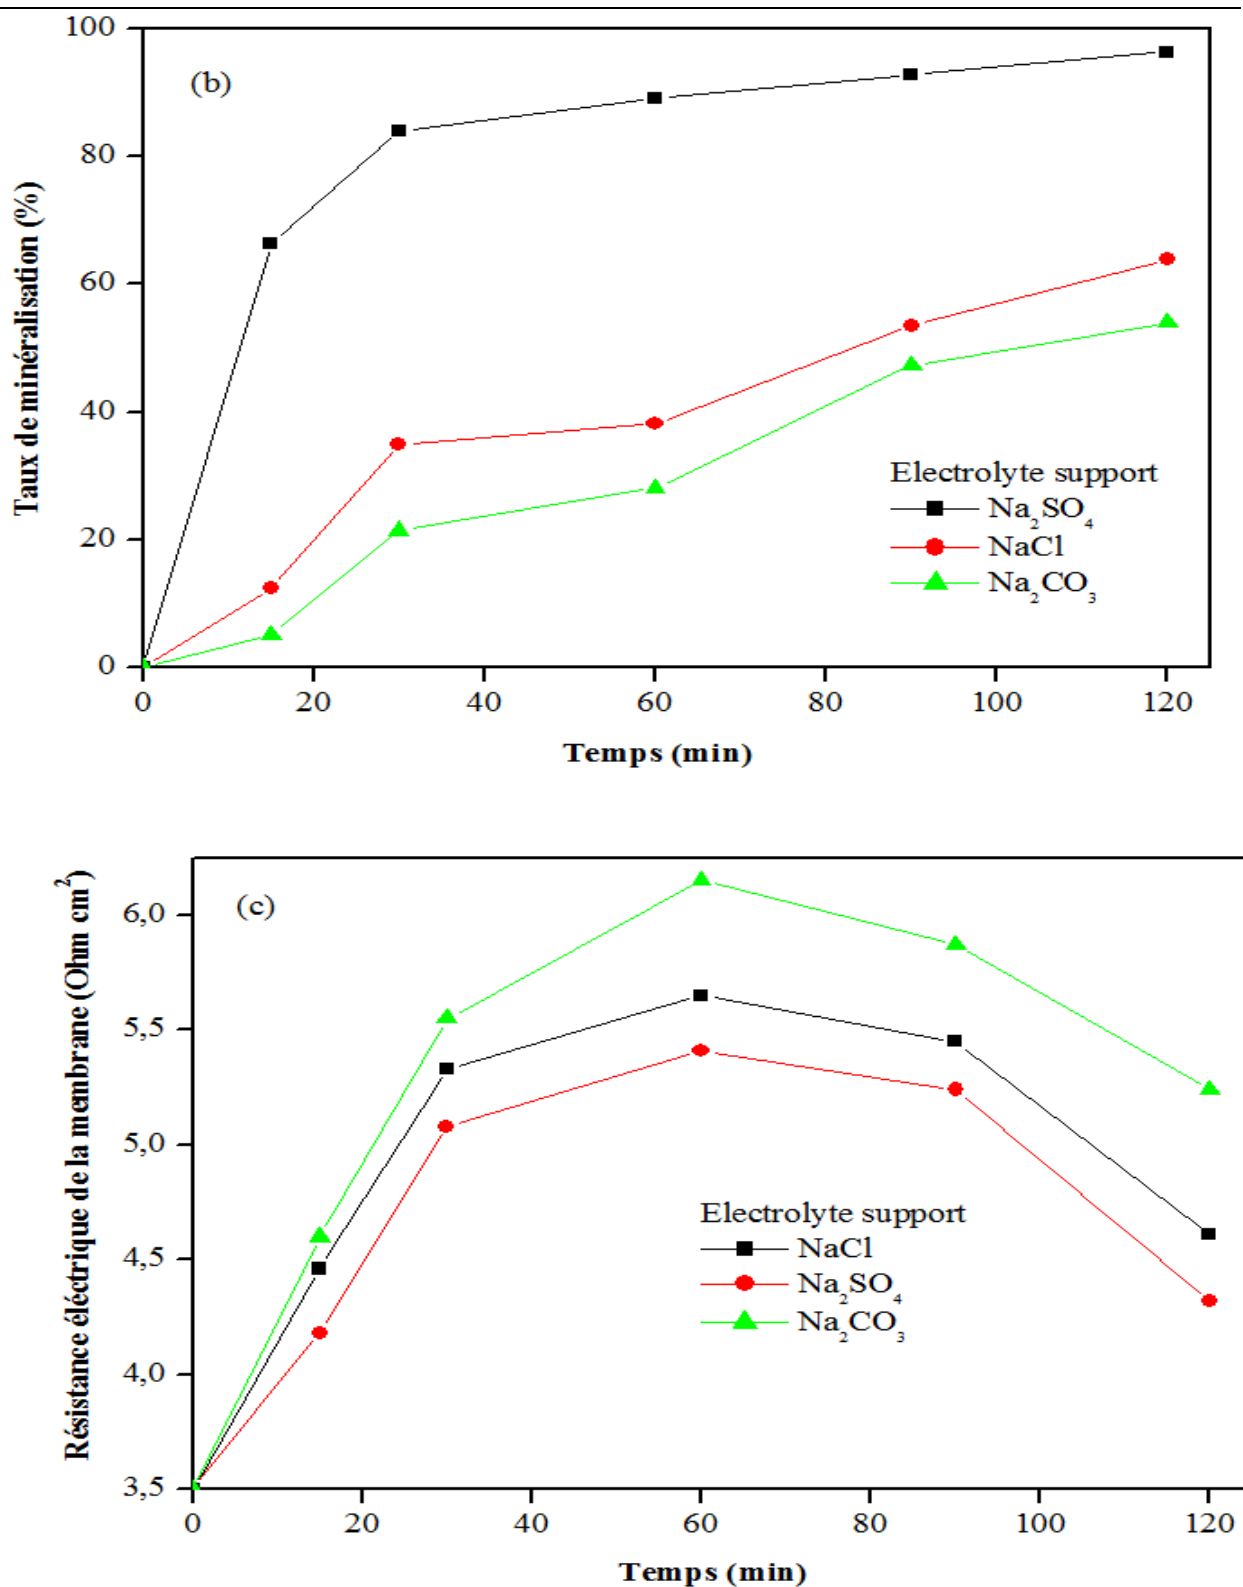 100
(b)
80
60
40
20
0
Taux de minéralisation (%)
Electrolyte support
Na₂SO₄
NaCl
Na₂CO₃
0 20 40 60 80 100 120
Temps (min)
(c)
6,0
5,5
5,0
4,5
4,0
3,5
Résistance éléctrique de la membrane (Ohm cm²)
Electrolyte support
NaCl
Na₂SO₄
Na₂CO₃
0 20 40 60 80 100 120
Temps (min)